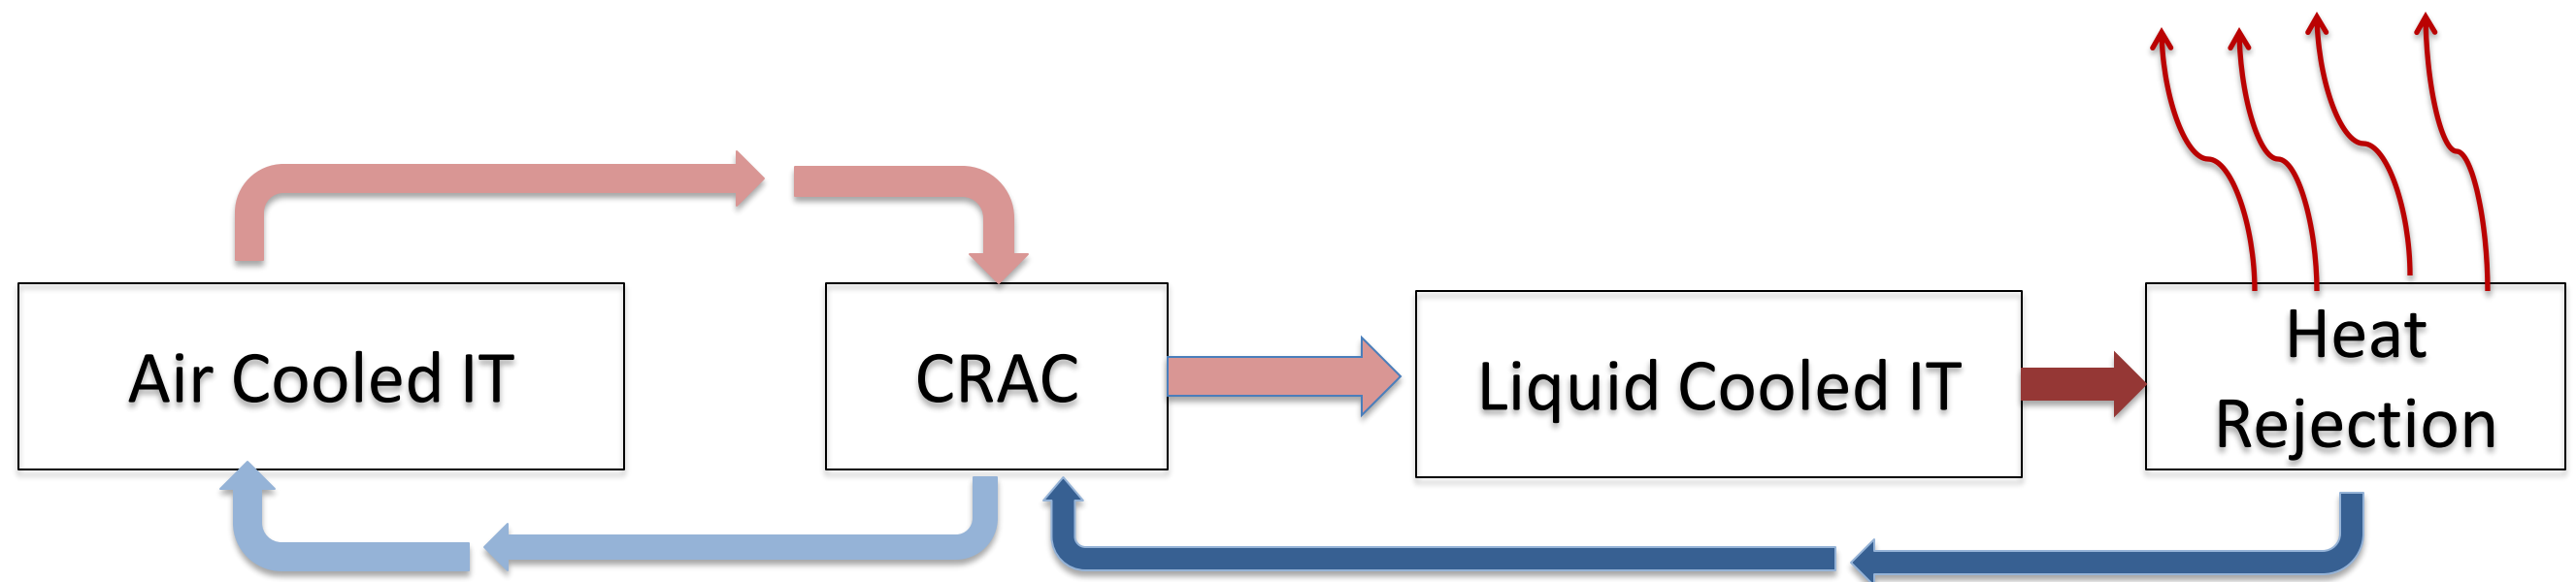 Air Cooled IT
CRAC
Liquid Cooled IT
Heat
Rejection